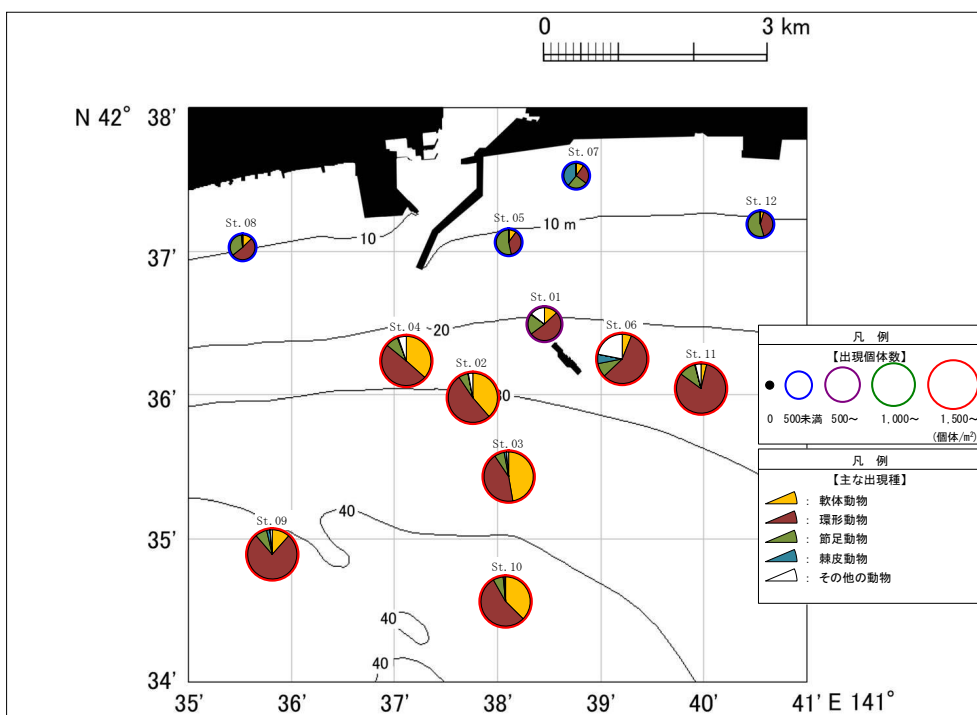 0 3 km
N 42° 38'
St.07
St.12
St.08
St.05
10
10 m
37'
St.01
St.04
20
St.06
St.02
St.11
36'
30
St.03
St.09
40
35'
St.10
40
40
34'
35' 36' 37' 38' 39' 40' 41' E 141°
凡 例
【出現個体数】
0 500未満 500～ 1,000～ 1,500～
(個体/m²)
凡 例
【主な出現種】
： 軟体動物
： 環形動物
： 節足動物
： 棘皮動物
： その他の動物